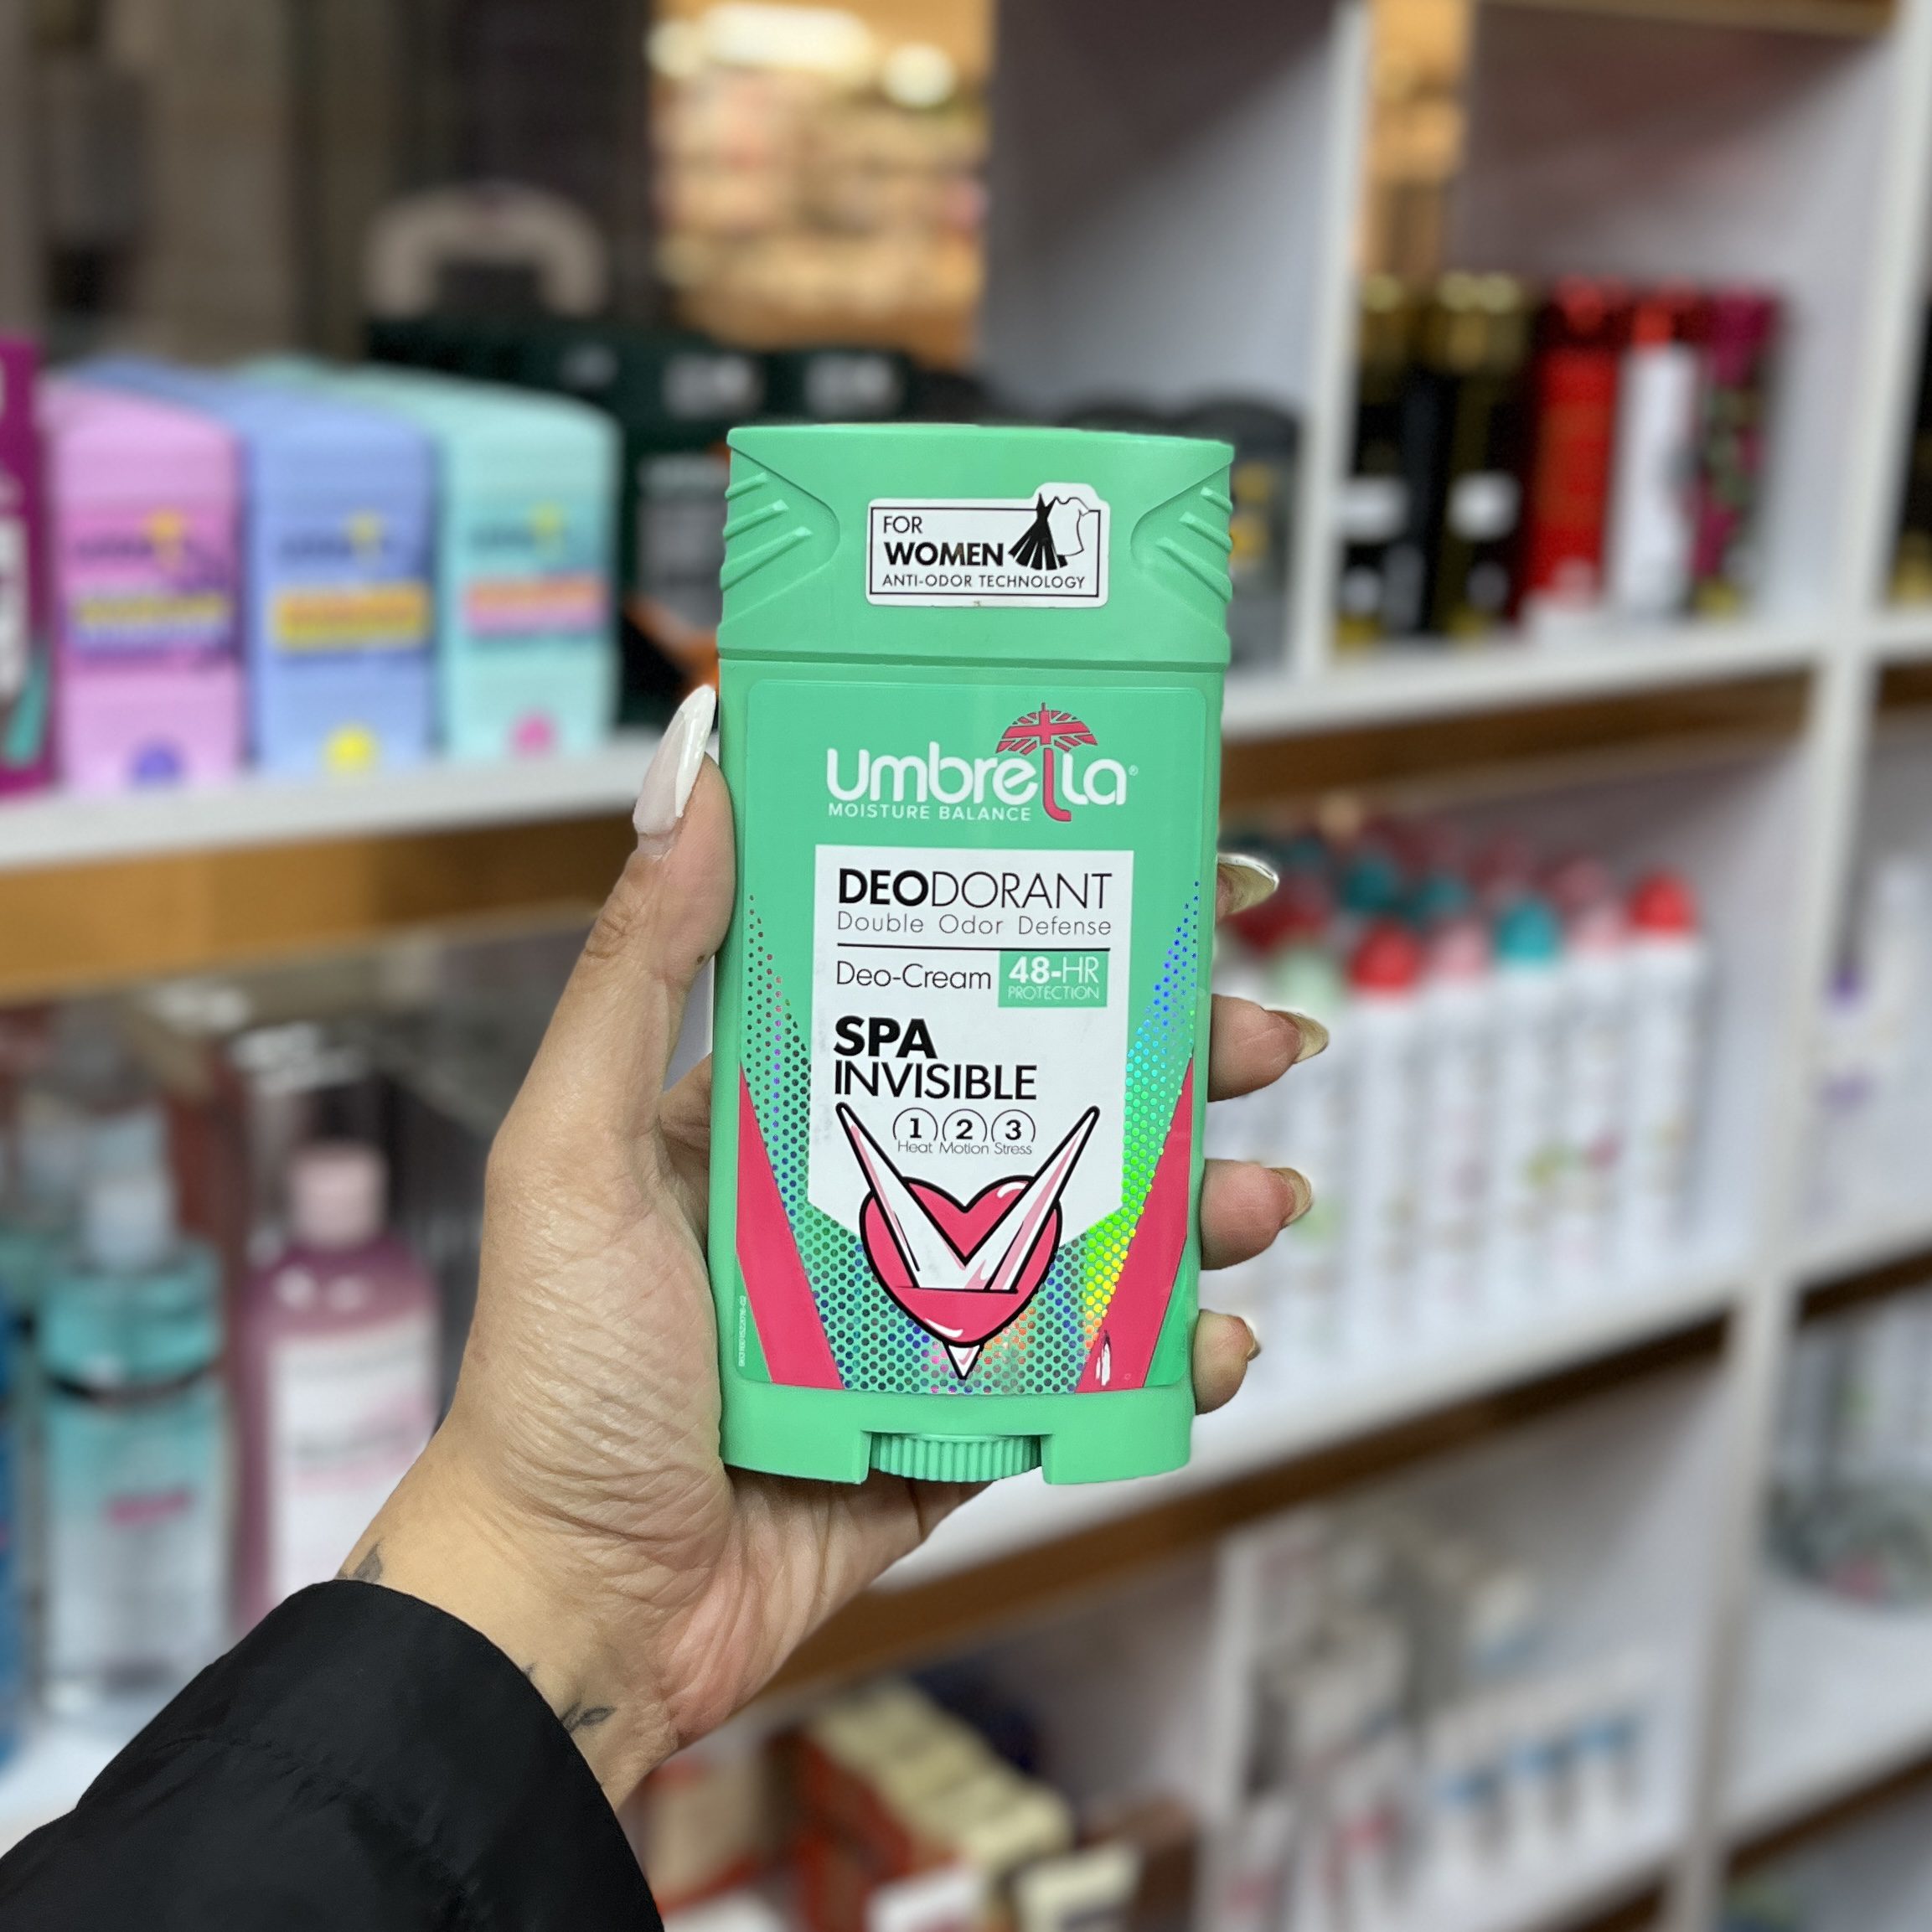 FOR
WOMEN
ANTI-ODOR TECHNOLOGY
umbrella®
MOISTURE BALANCE
DEODORANT
Double Odor Defense
Deo-Cream 48-HR
PROTECTION
SPA
INVISIBLE
1 2 3
Heat Motion Stress